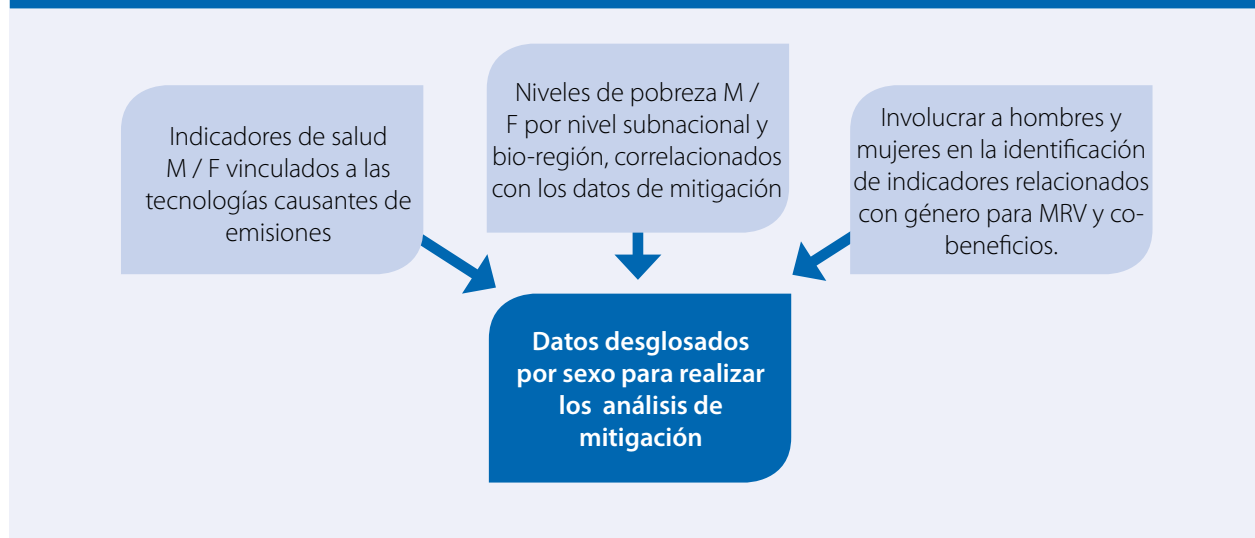 Indicadores de salud
M / F vinculados a las
tecnologías causantes de
emisiones
Niveles de pobreza M /
F por nivel subnacional y
bio-región, correlacionados
con los datos de mitigación
Involucrar a hombres y
mujeres en la identificación
de indicadores relacionados
con género para MRV y co-
beneficios.
Datos desglosados
por sexo para realizar
los análisis de
mitigación